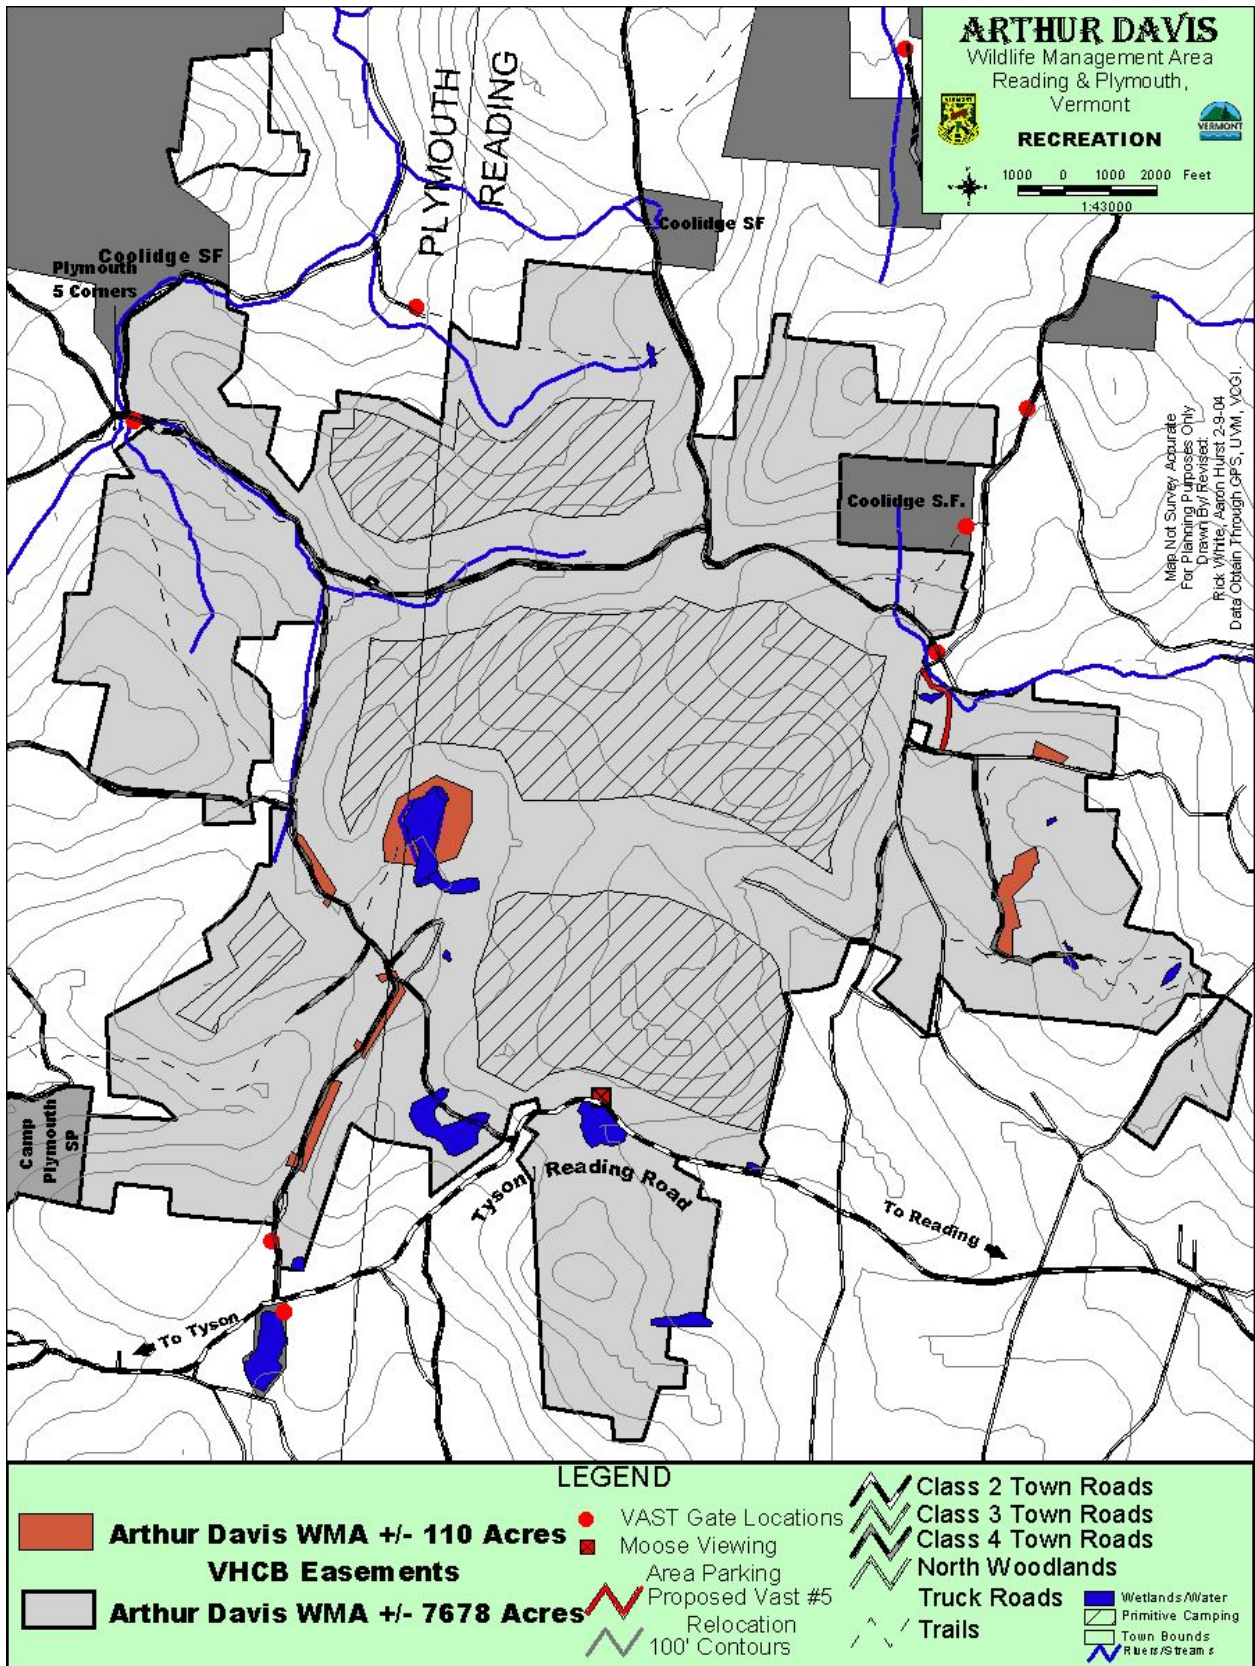 ARTHUR DAVIS
Wildlife Management Area
Reading & Plymouth,
Vermont
VERMONT
VERMONT
RECREATION
1000 0 1000 2000 Feet
1:43000
PLYMOUTH
READING
Coolidge SF
Coolidge SF
Plymouth
5 Corners
Coolidge S.F.
Map Not Survey Accurate
For Planning Purposes Only
Drawn By/ Revised:
Rick White, Aaron Hurst 2-9-04
Data Obtain Through GPS, UVM, VCGI.
Camp
Plymouth
SP
Tyson Reading Road
To Reading
To Tyson
LEGEND
Arthur Davis WMA +/- 110 Acres
VHCB Easements
Arthur Davis WMA +/- 7678 Acres
VAST Gate Locations
Moose Viewing
Area Parking
Proposed Vast #5
Relocation
100' Contours
Class 2 Town Roads
Class 3 Town Roads
Class 4 Town Roads
North Woodlands
Truck Roads
Trails
Wetlands/Water
Primitive Camping
Town Bounds
Rivers/Streams